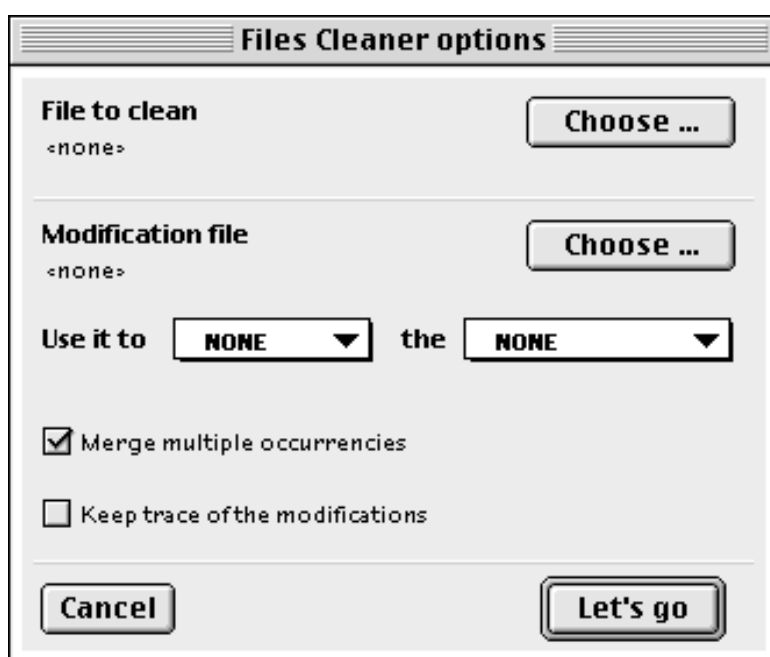 Files Cleaner options
File to clean
Choose ...
<none>
Modification file
Choose ...
<none>
Use it to NONE the NONE
Merge multiple occurrencies
Keep trace of the modifications
Cancel Let's go